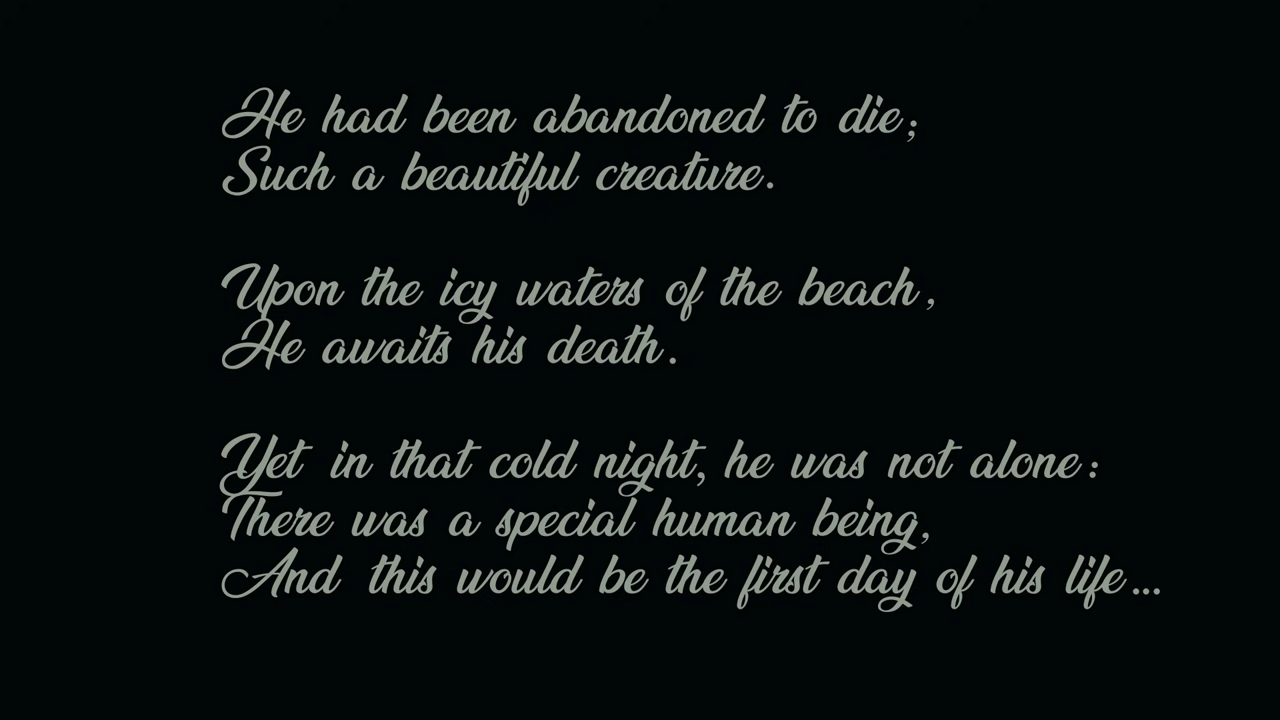 He had been abandoned to die;
Such a beautiful creature.
Upon the icy waters of the beach,
He awaits his death.
Yet in that cold night, he was not alone:
There was a special human being,
And this would be the first day of his life...